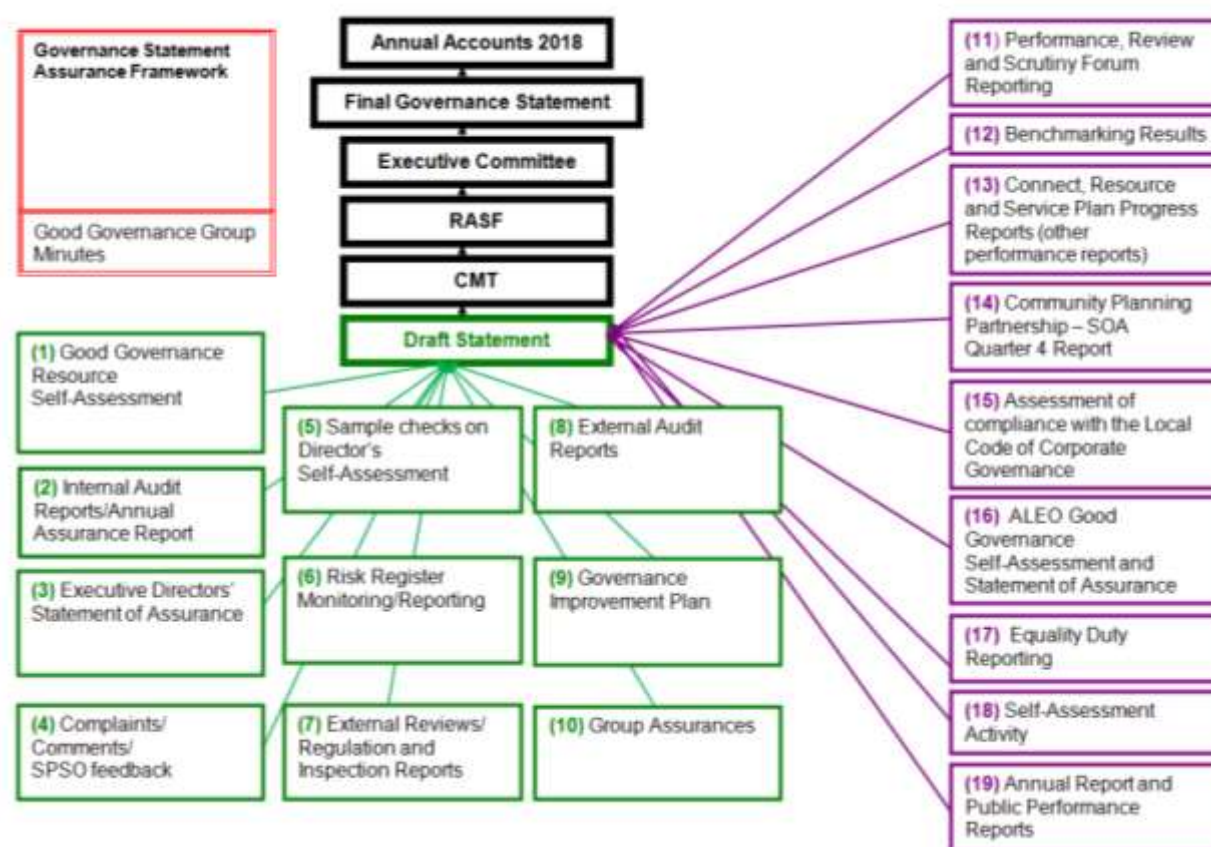 Governance Statement
Assurance Framework
Good Governance Group
Minutes
Annual Accounts 2018
Final Governance Statement
Executive Committee
RASF
CMT
Draft Statement
(1) Good Governance
Resource
Self-Assessment
(2) Internal Audit
Reports/Annual
Assurance Report
(3) Executive Directors'
Statement of Assurance
(4) Complaints/
Comments/
SPSO feedback
(5) Sample checks on
Director's
Self-Assessment
(6) Risk Register
Monitoring/Reporting
(7) External Reviews/
Regulation and
Inspection Reports
(8) External Audit
Reports
(9) Governance
Improvement Plan
(10) Group Assurances
(11) Performance, Review
and Scrutiny Forum
Reporting
(12) Benchmarking Results
(13) Connect, Resource
and Service Plan Progress
Reports (other
performance reports)
(14) Community Planning
Partnership – SOA
Quarter 4 Report
(15) Assessment of
compliance with the Local
Code of Corporate
Governance
(16) ALEO Good
Governance
Self-Assessment and
Statement of Assurance
(17) Equality Duty
Reporting
(18) Self-Assessment
Activity
(19) Annual Report and
Public Performance
Reports